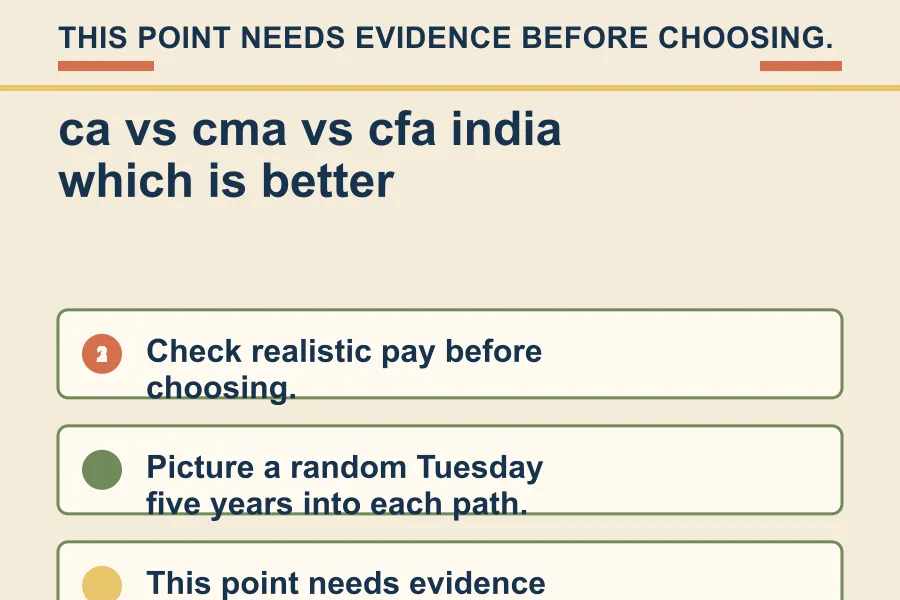 THIS POINT NEEDS EVIDENCE BEFORE CHOOSING.
ca vs cma vs cfa india
which is better
Check realistic pay before
choosing.
Picture a random Tuesday
five years into each path.
This point needs evidence